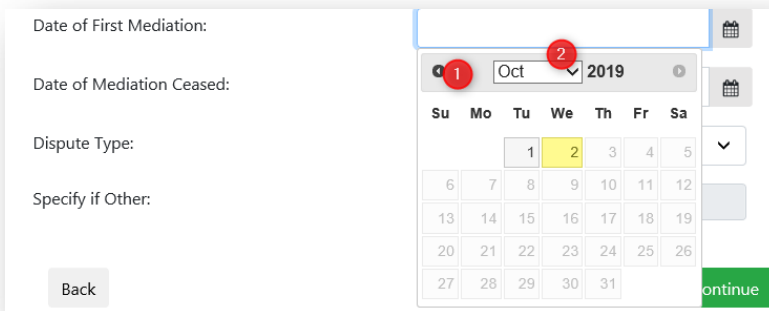 Date of First Mediation:
1 Oct 2 2019
Date of Mediation Ceased:
Su Mo Tu We Th Fr Sa
Dispute Type:
1 2 3 4 5
Specify if Other:
6 7 8 9 10 11 12
13 14 15 16 17 18 19
20 21 22 23 24 25 26
27 28 29 30 31
Back
ontinue